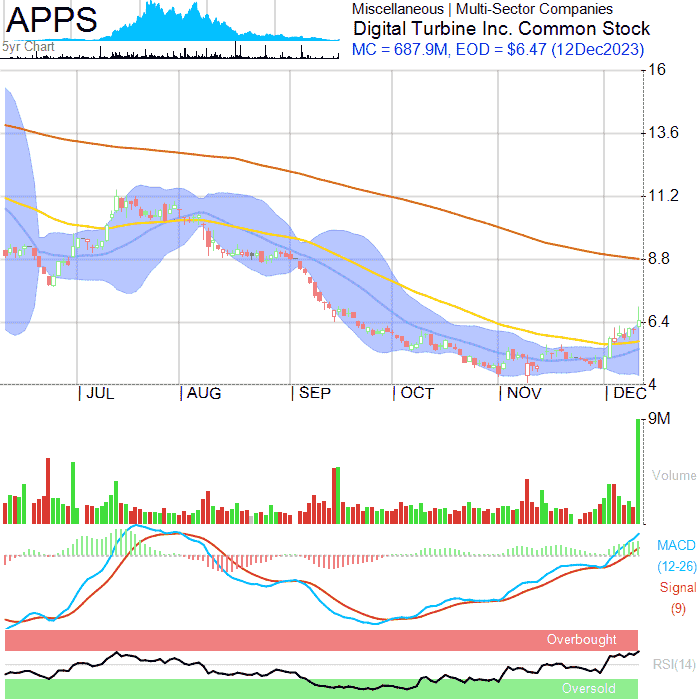 APPS
5yr Chart
Miscellaneous | Multi-Sector Companies
Digital Turbine Inc. Common Stock
MC = 687.9M, EOD = $6.47 (12Dec2023)
16
13.6
11.2
8.8
6.4
4
| JUL | AUG | SEP | OCT | NOV | DEC
9M
Volume
MACD
(12-26)
Signal
(9)
Overbought
RSI(14)
Oversold